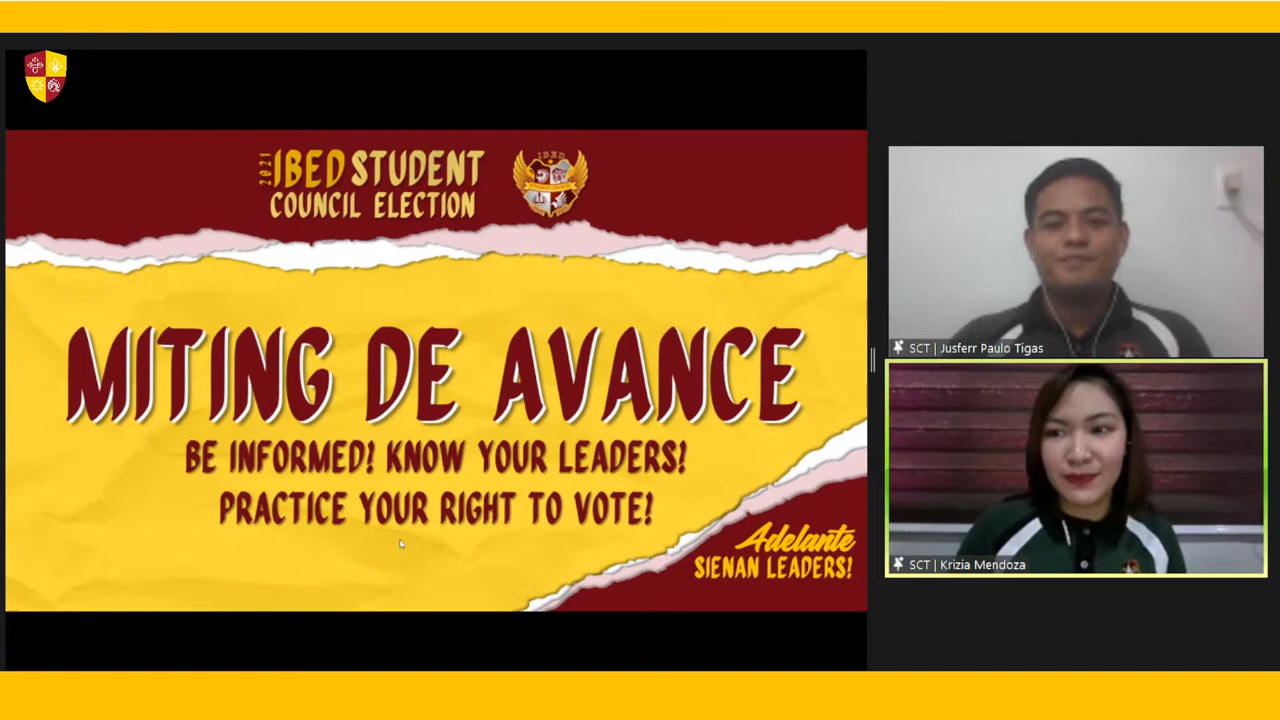 2021
IBED STUDENT
COUNCIL ELECTION
IBED
MITING DE AVANCE
BE INFORMED! KNOW YOUR LEADERS!
PRACTICE YOUR RIGHT TO VOTE!
Adelante
SIENAN LEADERS!
SCT | Jusferr Paulo Tigas
SCT | Krizia Mendoza